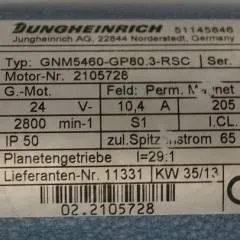 JUNGHEINRICH 51145846
Jungheinrich AG, 22844 Norderstedt, Germany
Typ: GNM5460-GP80.3-RSC Ser.
Motor-Nr. 2105728
G.-Mot. Feld: Perm. Magnet
24 V- 10,4 A 205
2800 min-1 S1 I.CL.
IP 50 zul.Spitzenstrom 65
Planetengetriebe I=29:1
Lieferanten-Nr. 11331 KW 35/13
02.2105728